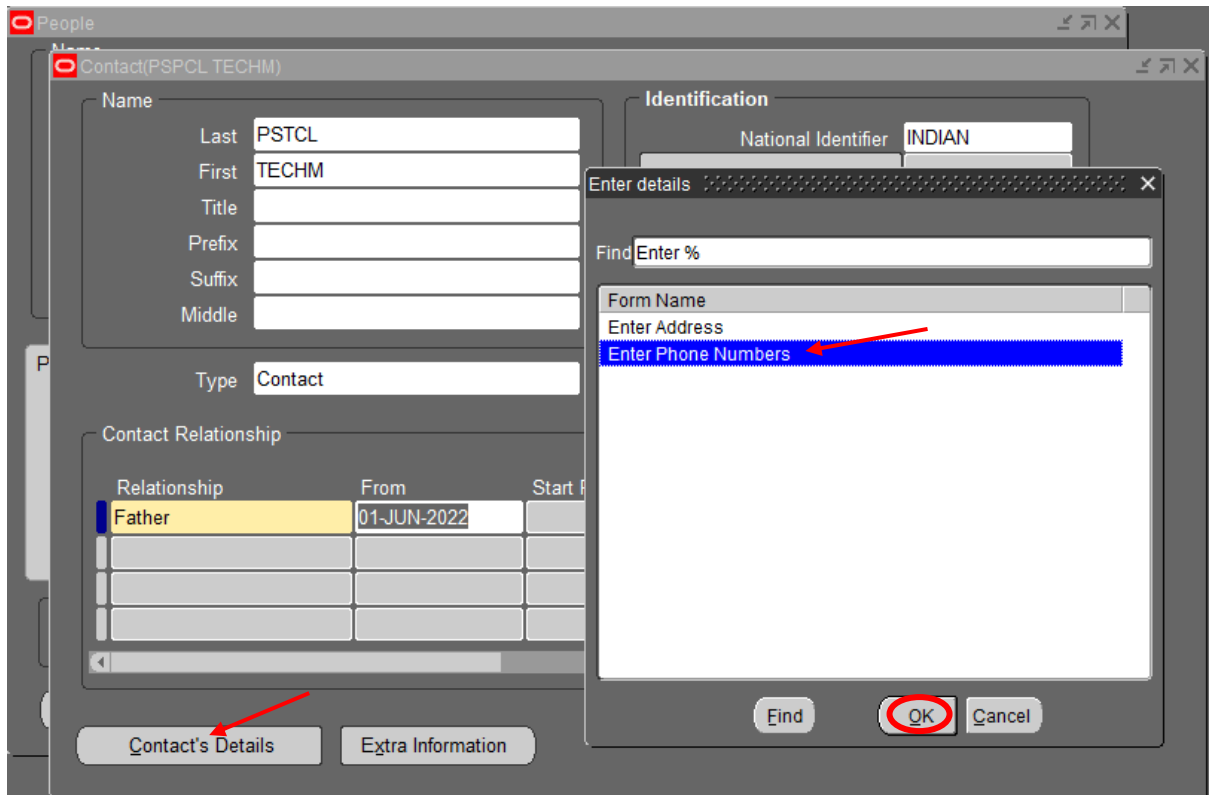 People
Contact(PSPCL TECHM)
Name
Last PSTCL
First TECHM
Title
Prefix
Suffix
Middle
Type Contact
Identification
National Identifier INDIAN
Contact Relationship
Relationship From Start
Father 01-JUN-2022
Contact's Details Extra Information
Enter details
Find Enter %
Form Name
Enter Address
Enter Phone Numbers
Find OK Cancel